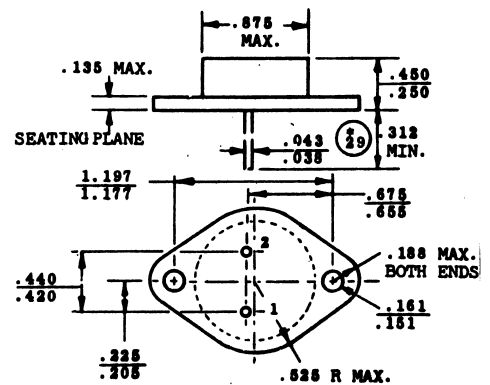 .875
MAX.
.135 MAX.
.450
.250
SEATING PLANE
.043
.038
29
.312
MIN.
1.197
1.177
.675
.655
2
.188 MAX.
BOTH ENDS
.440
.420
1
.161
.151
.225
.205
.525 R MAX.